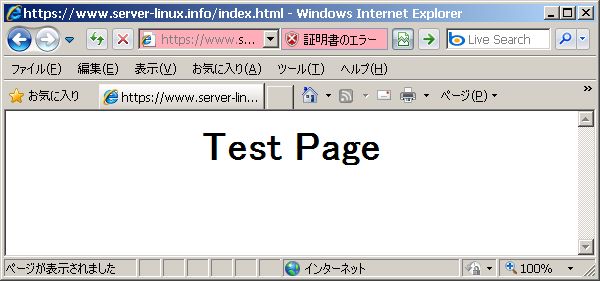 https://www.server-linux.info/index.html - Windows Internet Explorer
https://www.s... 証明書のエラー Live Search
ファイル(F) 編集(E) 表示(V) お気に入り(A) ツール(T) ヘルプ(H)
お気に入り https://www.server-lin... ページ(P) »
Test Page
ページが表示されました インターネット 100%